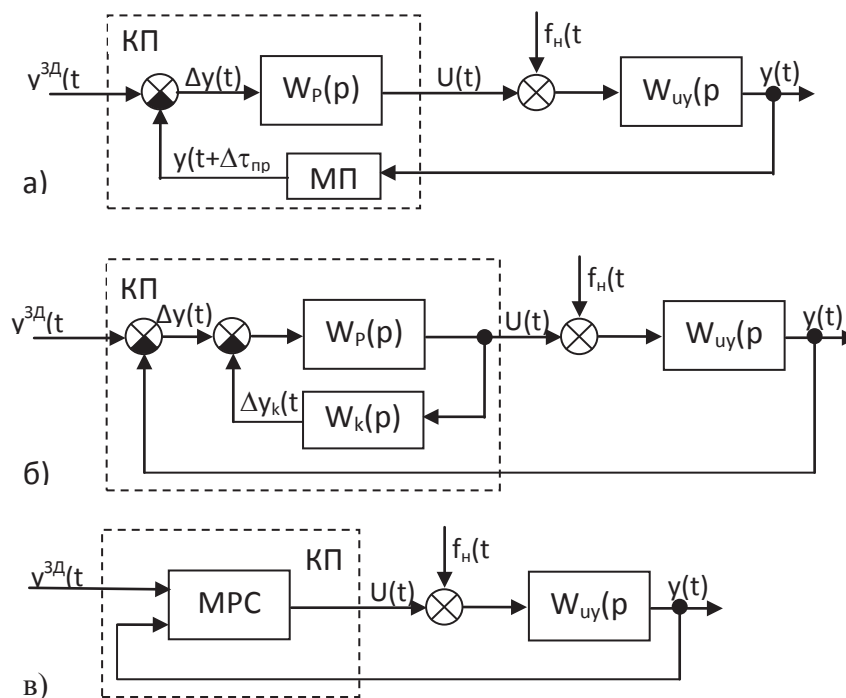 КП
f_н(t
y^ЗД(t
Δy(t)
W_P(p)
U(t)
W_uy(p
y(t)
y(t+Δτ_пр
МП
а)
КП
f_н(t
y^ЗД(t
Δy(t)
W_P(p)
U(t)
W_uy(p
y(t)
Δy_k(t
W_k(p)
б)
КП
f_н(t
y^ЗД(t
МРС
U(t)
W_uy(p
y(t)
в)